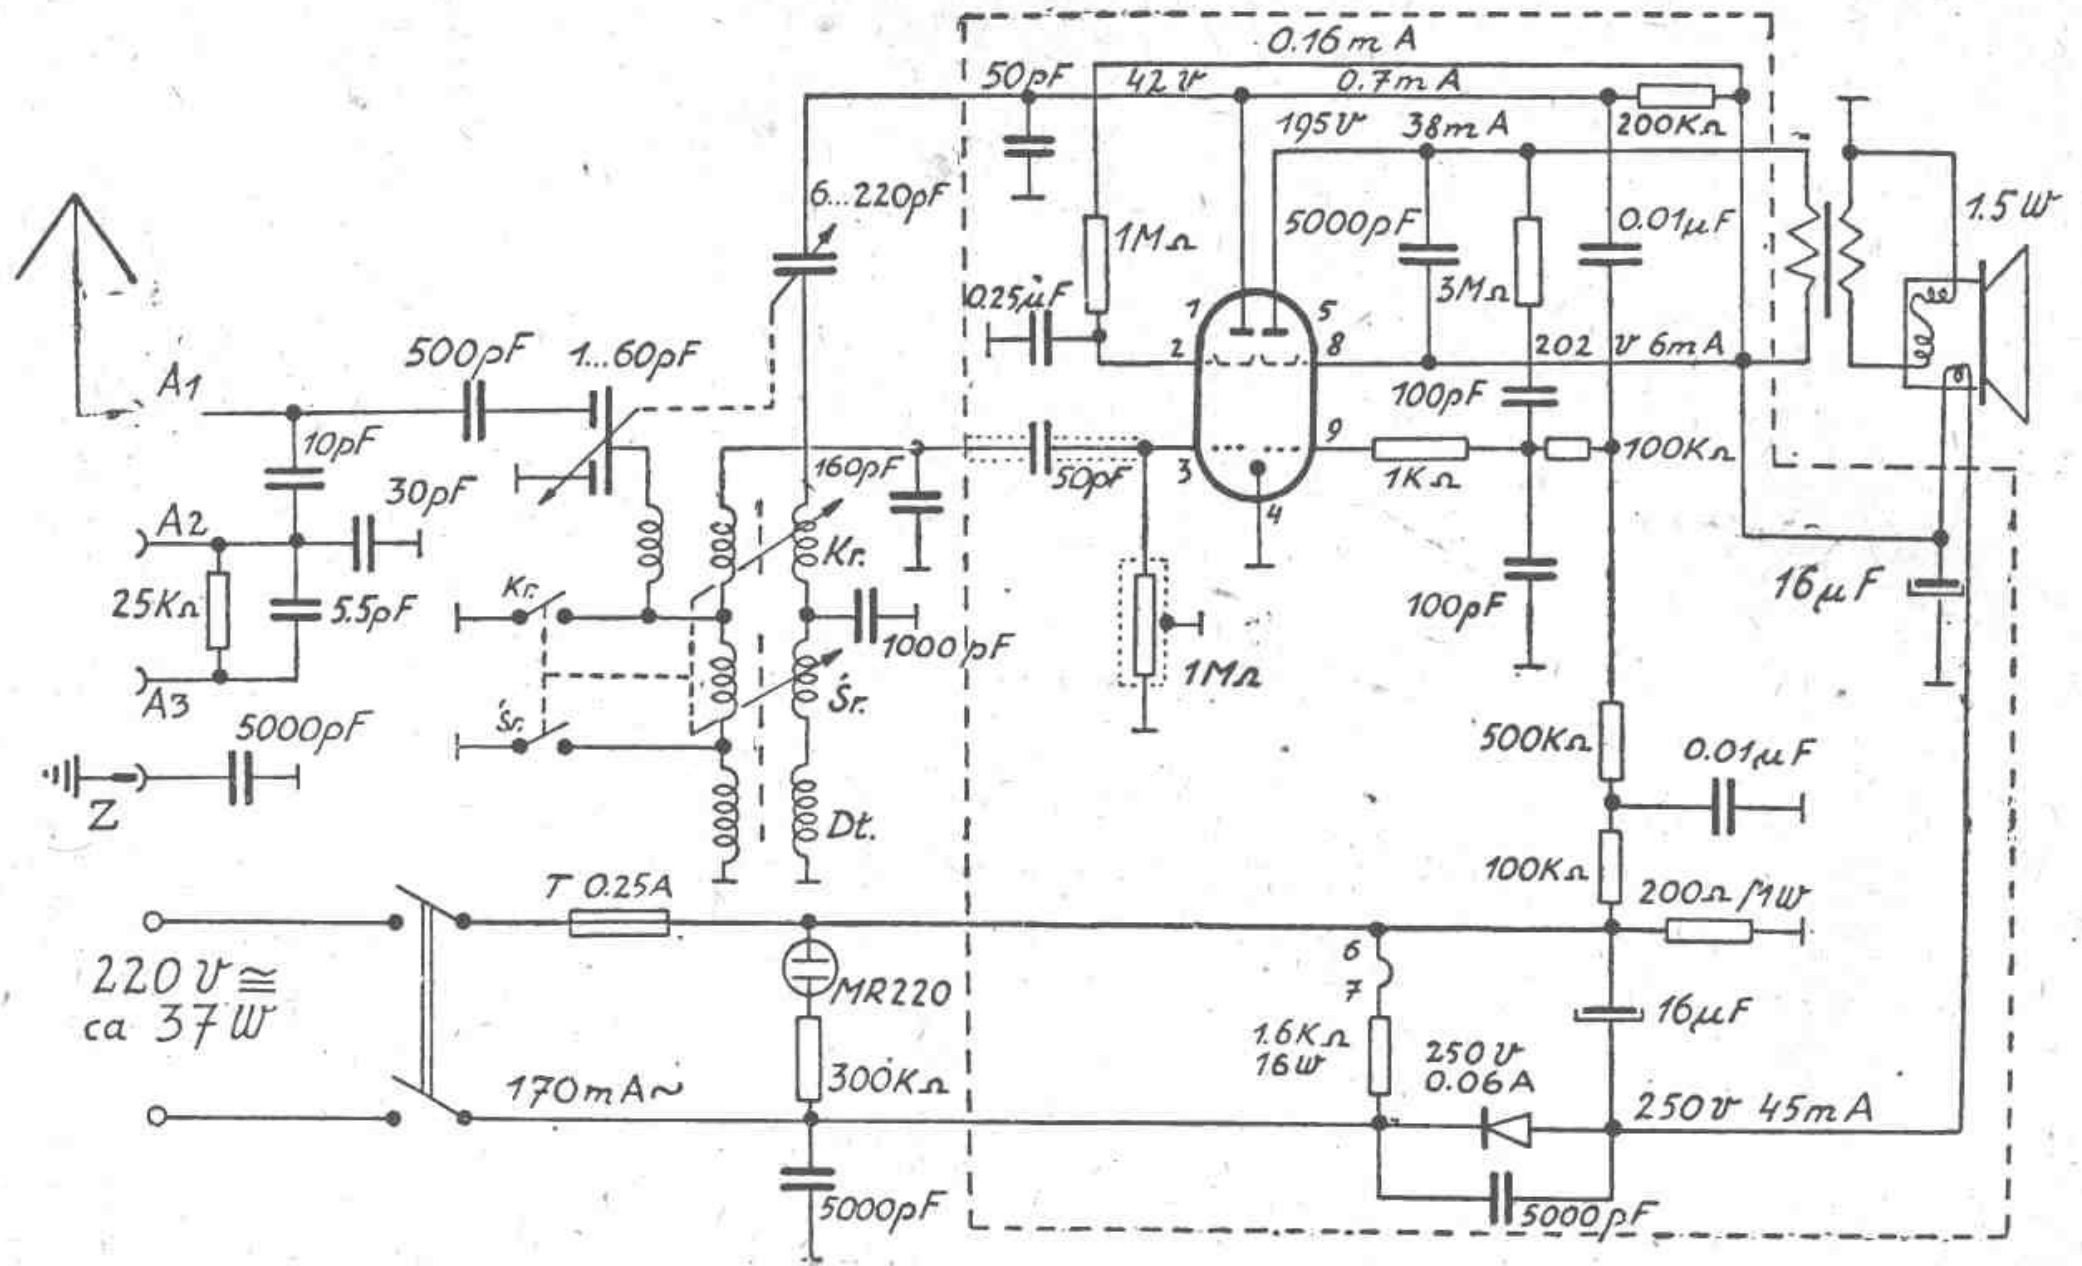 0.16mA
50pF
42V
0.7mA
195V
38mA
200KΩ
6...220pF
1MΩ
5000pF
0.01µF
1.5W
0.25µF
3MΩ
1
5
2
8
202 V 6mA
500pF
1...60pF
A1
100pF
10pF
9
160pF
50pF
3
1KΩ
100KΩ
30pF
A2
4
Kr.
Kr.
16µF
25KΩ
5.5pF
100pF
1000pF
1MΩ
A3
Śr.
Śr.
5000pF
500KΩ
0.01µF
Z
Dł.
T 0.25A
100KΩ
200Ω/1W
6
7
220V ≅
ca 37W
MR220
16µF
1.6KΩ
16W
250V
0.06A
170mA~
300KΩ
250V 45mA
5000pF
5000pF